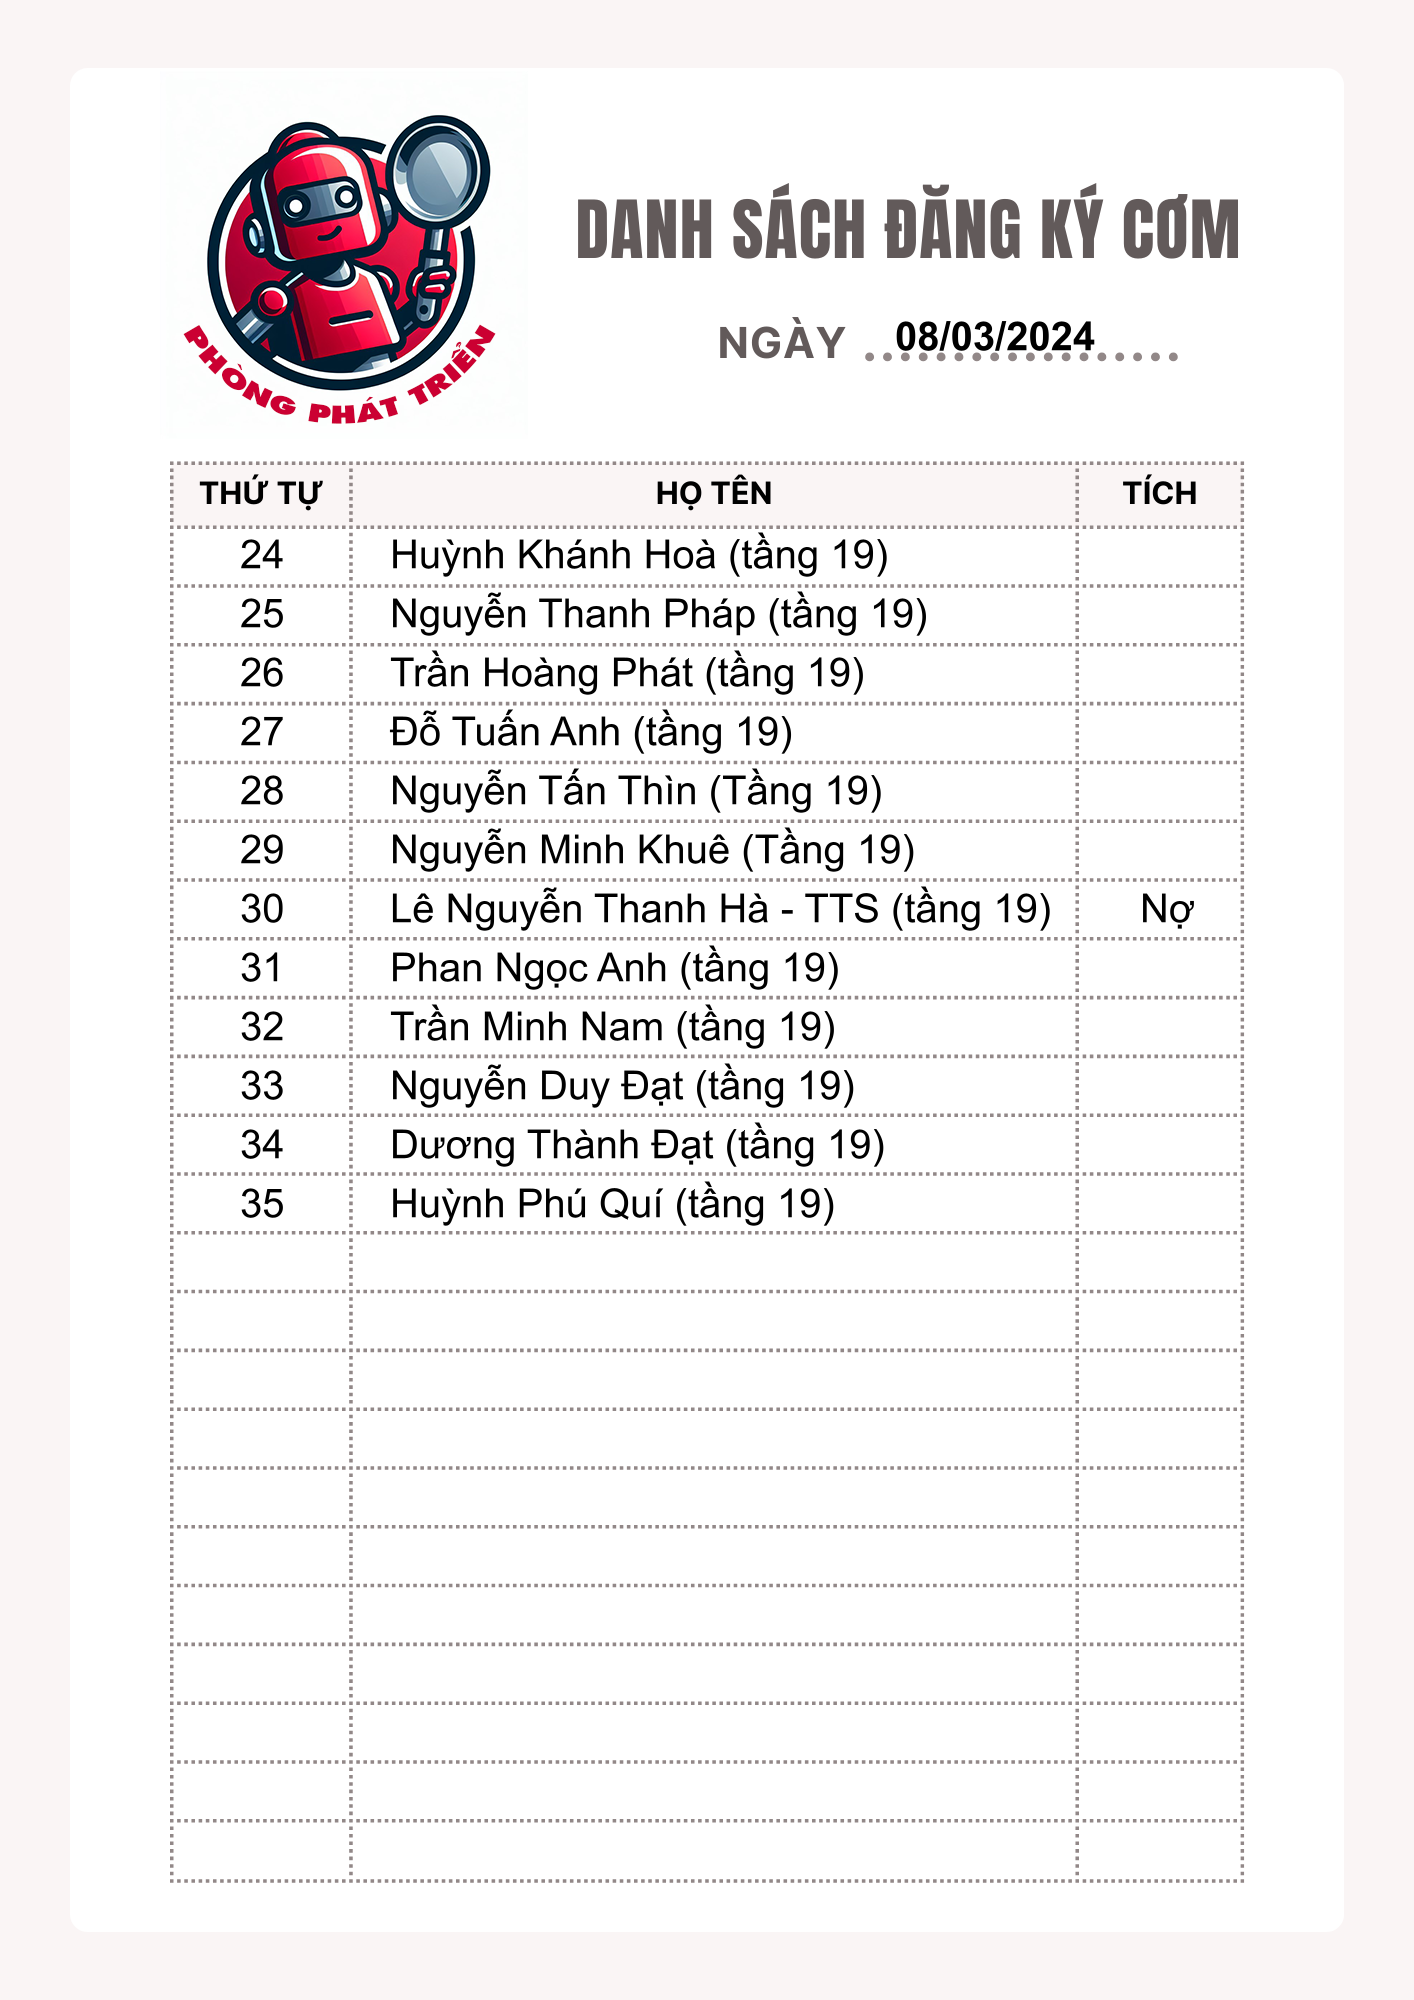 PHÒNG PHÁT TRIỂN
DANH SÁCH ĐĂNG KÝ CƠM
NGÀY 08/03/2024
THỨ TỰ HỌ TÊN TÍCH
24 Huỳnh Khánh Hoà (tầng 19)
25 Nguyễn Thanh Pháp (tầng 19)
26 Trần Hoàng Phát (tầng 19)
27 Đỗ Tuấn Anh (tầng 19)
28 Nguyễn Tấn Thìn (Tầng 19)
29 Nguyễn Minh Khuê (Tầng 19)
30 Lê Nguyễn Thanh Hà - TTS (tầng 19) Nợ
31 Phan Ngọc Anh (tầng 19)
32 Trần Minh Nam (tầng 19)
33 Nguyễn Duy Đạt (tầng 19)
34 Dương Thành Đạt (tầng 19)
35 Huỳnh Phú Quí (tầng 19)